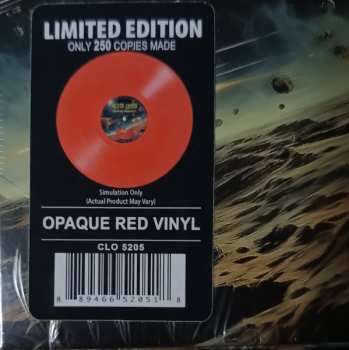 LIMITED EDITION
ONLY 250 COPIES MADE
Simulation Only
(Actual Product May Vary)
OPAQUE RED VINYL
CLO 5205
8 89466 52051 8